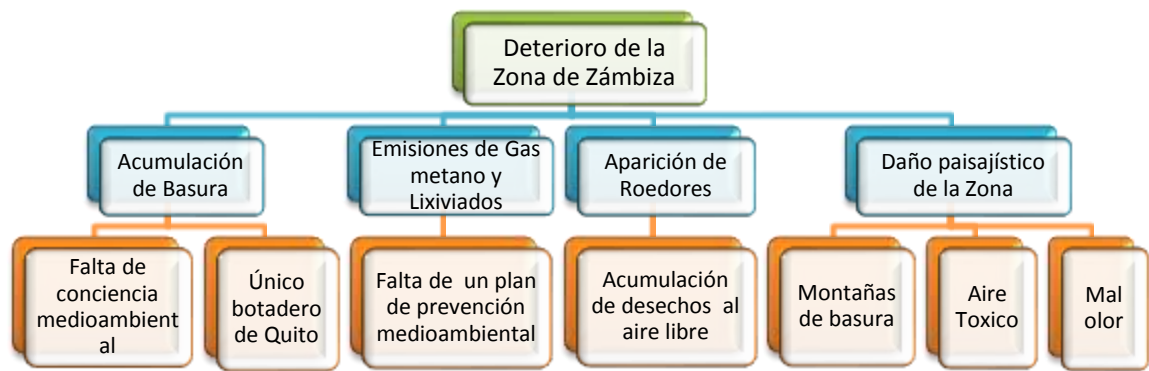 Deterioro de la
Zona de Zámbiza
Acumulación
de Basura
Emisiones de Gas
metano y
Lixiviados
Aparición de
Roedores
Daño paisajístico
de la Zona
Falta de
conciencia
medioambient
al
Único
botadero
de Quito
Falta de un plan
de prevención
medioambiental
Acumulación
de desechos al
aire libre
Montañas
de basura
Aire
Toxico
Mal
olor